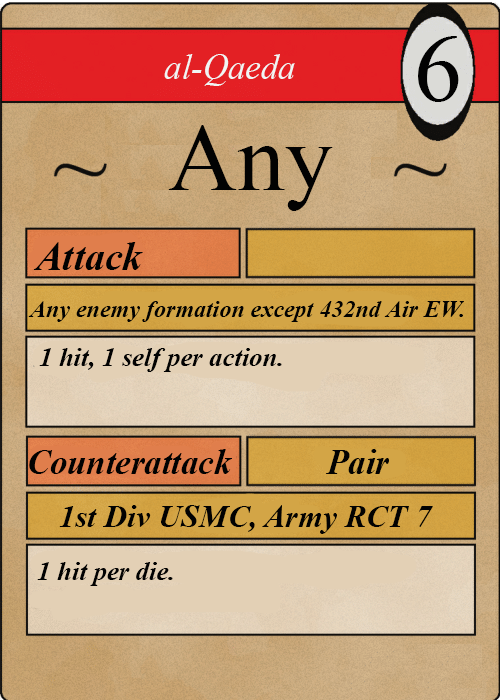 al-Qaeda
6
~ Any ~
Attack
Any enemy formation except 432nd Air EW.
1 hit, 1 self per action.
Counterattack Pair
1st Div USMC, Army RCT 7
1 hit per die.